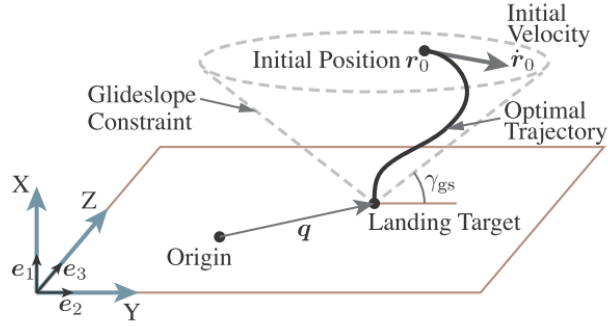 Initial
Velocity
Initial Position r₀
ṙ₀
Glideslope
Constraint
Optimal
Trajectory
X
Z
γgs
Landing Target
q
Origin
e₁
e₃
e₂
Y